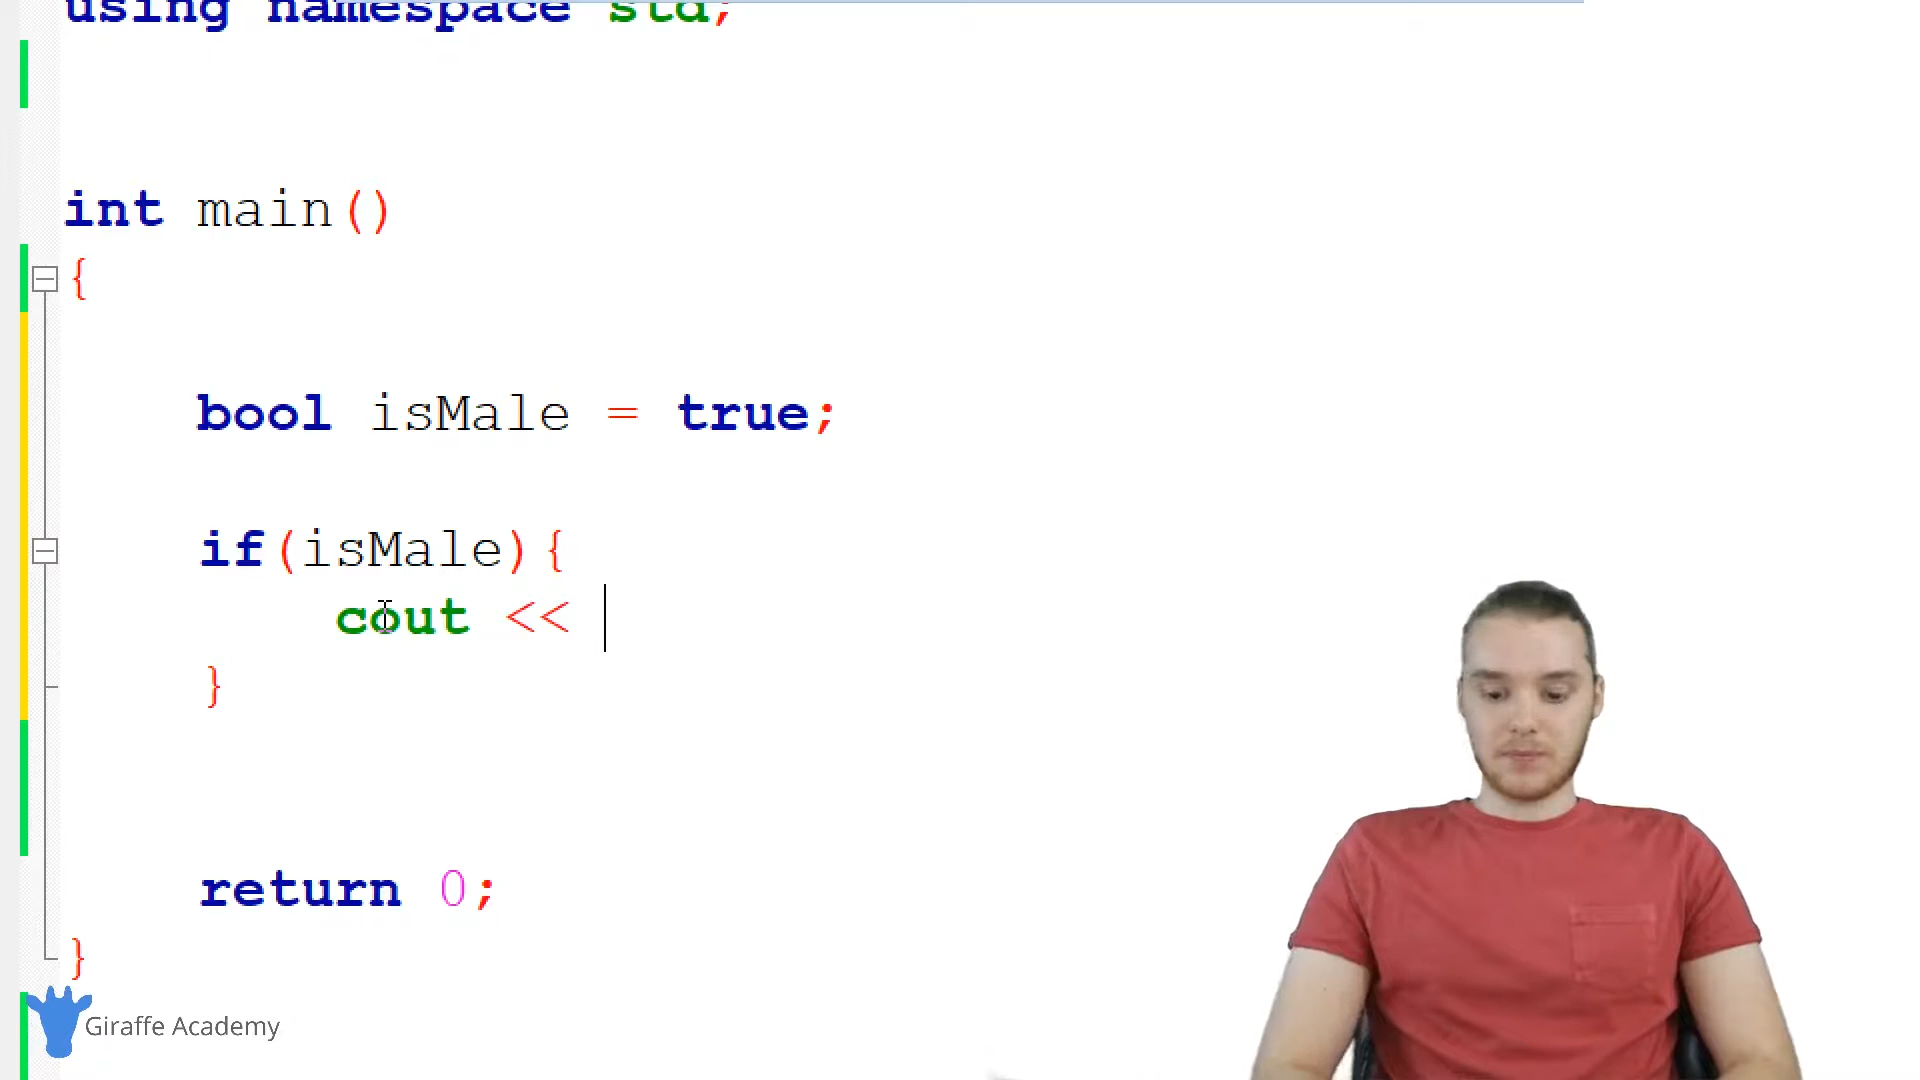 using namespace std;
int main()
{
bool isMale = true;
if(isMale){
cout <<
}
return 0;
}
Giraffe Academy